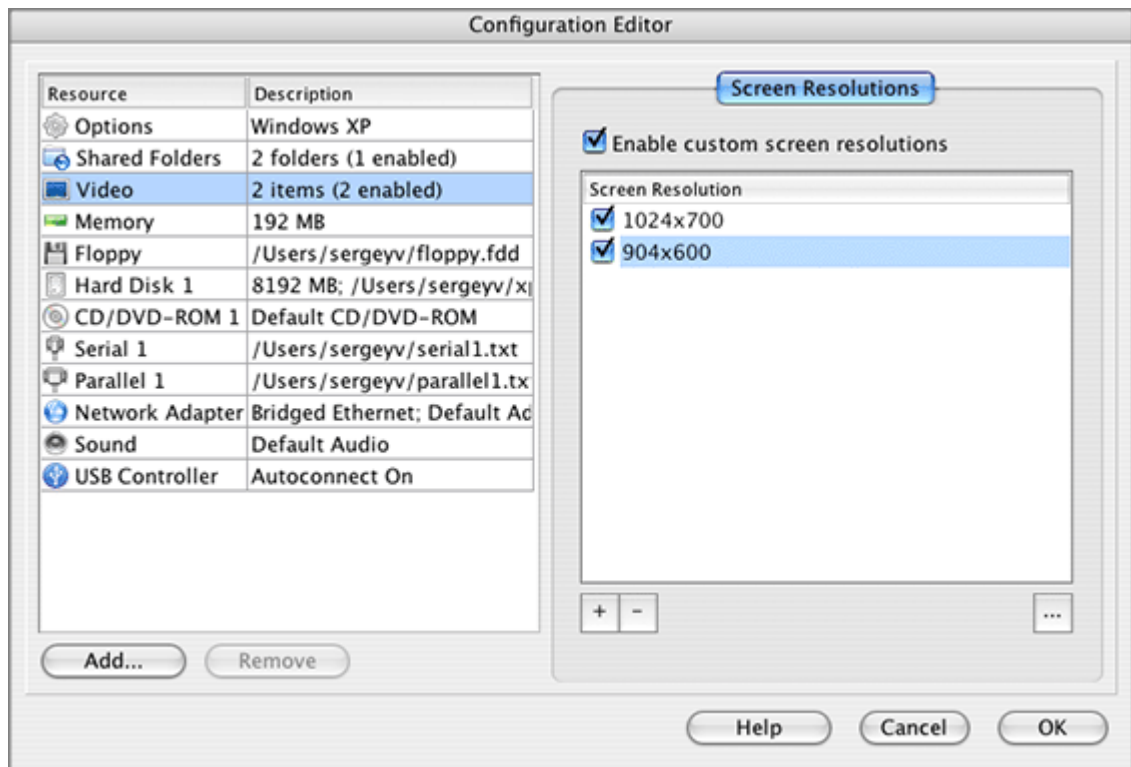 Configuration Editor
Resource Description
Options Windows XP
Shared Folders 2 folders (1 enabled)
Video 2 items (2 enabled)
Memory 192 MB
Floppy /Users/sergeyv/floppy.fdd
Hard Disk 1 8192 MB; /Users/sergeyv/xp
CD/DVD-ROM 1 Default CD/DVD-ROM
Serial 1 /Users/sergeyv/serial1.txt
Parallel 1 /Users/sergeyv/parallel1.tx
Network Adapter Bridged Ethernet; Default Ad
Sound Default Audio
USB Controller Autoconnect On
Add... Remove
Screen Resolutions
Enable custom screen resolutions
Screen Resolution
1024x700
904x600
+ - ...
Help Cancel OK